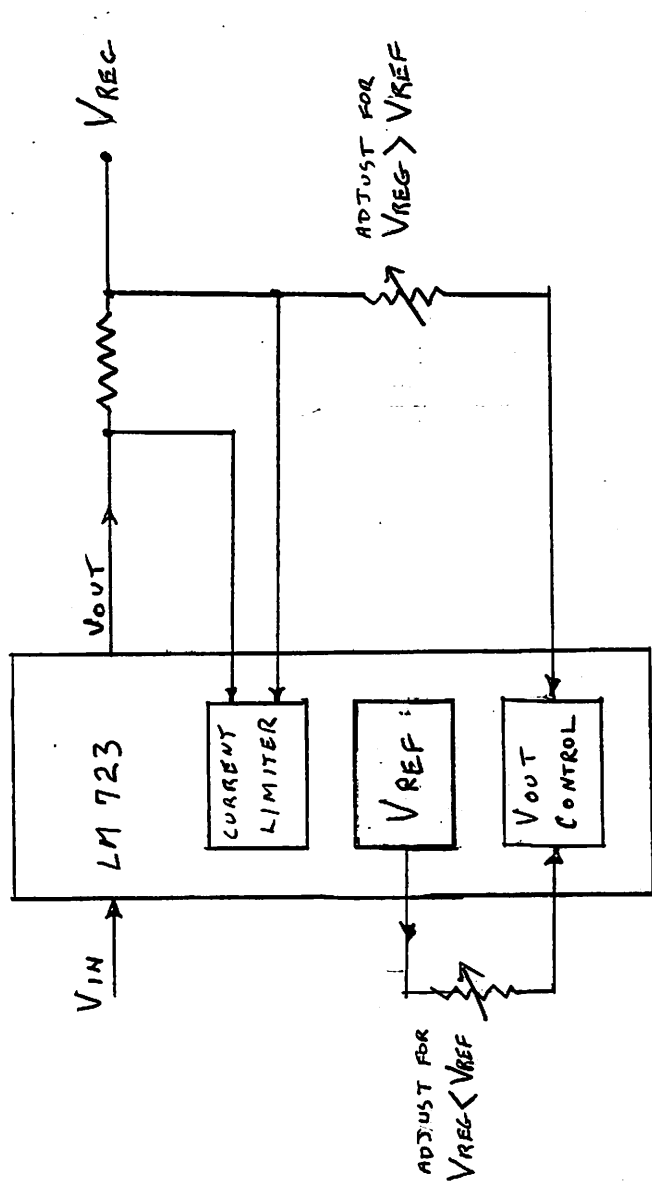 VIN
LM 723
VOUT
VREG
CURRENT
LIMITER
VREF
VOUT
CONTROL
ADJUST FOR
VREG < VREF
ADJUST FOR
VREG > VREF